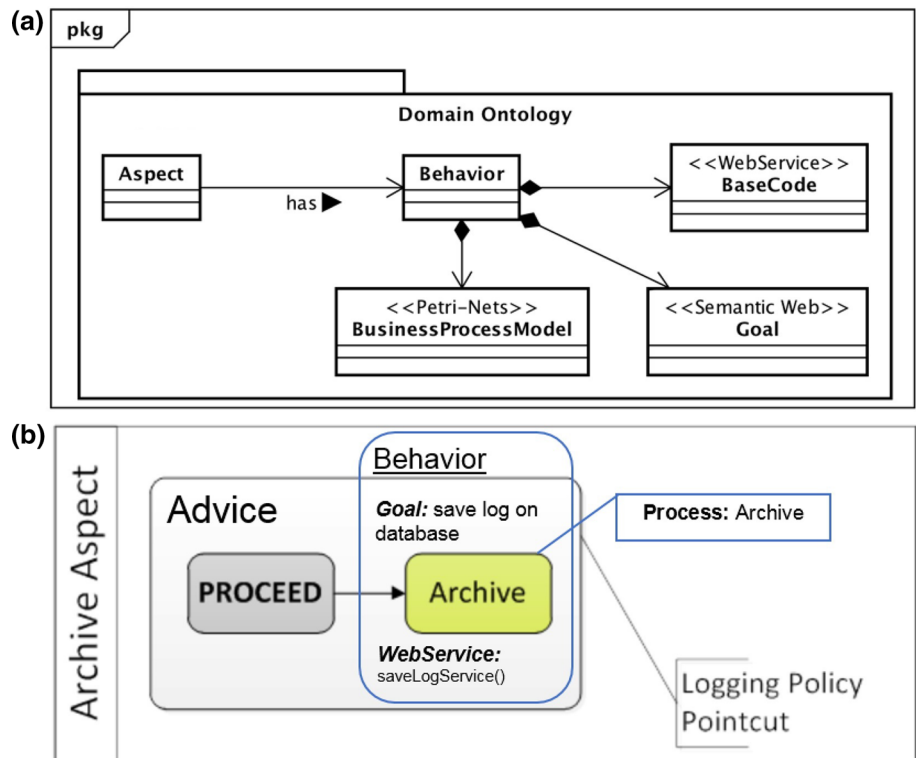 (a)
pkg
Domain Ontology
Aspect
has
Behavior
<<WebService>>
BaseCode
<<Petri-Nets>>
BusinessProcessModel
<<Semantic Web>>
Goal
(b)
Archive Aspect
Advice
PROCEED
Behavior
Goal: save log on
database
Archive
WebService:
saveLogService()
Process: Archive
Logging Policy
Pointcut